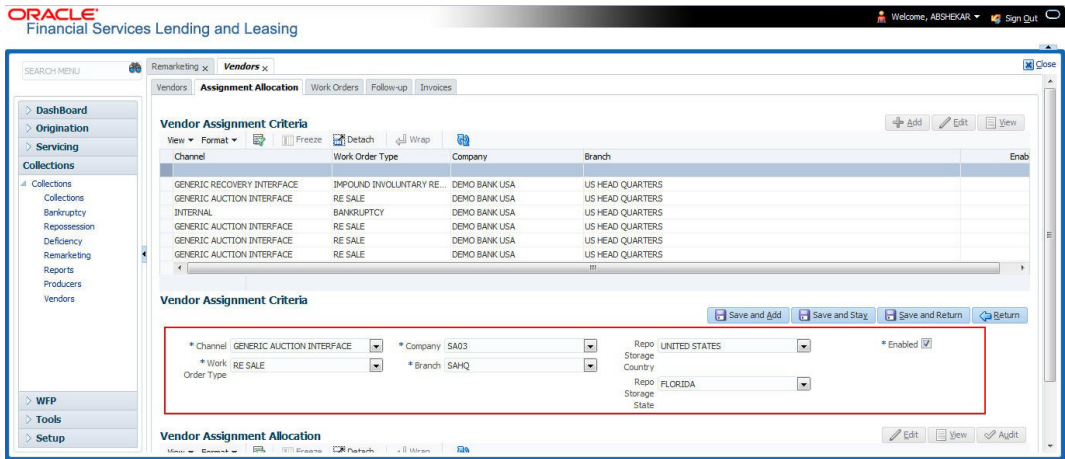 ORACLE
Financial Services Lending and Leasing
Welcome, ABSHEKAR Sign Out
SEARCH MENU
Remarketing x Vendors x
Close
Vendors Assignment Allocation Work Orders Follow-up Invoices
DashBoard
Origination
Servicing
Collections
Collections
Collections
Bankruptcy
Repossession
Deficiency
Remarketing
Reports
Producers
Vendors
WFP
Tools
Setup
Vendor Assignment Criteria
Add Edit View
View Format Freeze Detach Wrap
Channel Work Order Type Company Branch Enab
GENERIC RECOVERY INTERFACE IMPOUND INVOLUNTARY RE... DEMO BANK USA US HEAD QUARTERS
GENERIC AUCTION INTERFACE RE SALE DEMO BANK USA US HEAD QUARTERS
INTERNAL BANKRUPTCY DEMO BANK USA US HEAD QUARTERS
GENERIC AUCTION INTERFACE RE SALE DEMO BANK USA US HEAD QUARTERS
GENERIC AUCTION INTERFACE RE SALE DEMO BANK USA US HEAD QUARTERS
GENERIC AUCTION INTERFACE RE SALE DEMO BANK USA US HEAD QUARTERS
Vendor Assignment Criteria
Save and Add Save and Stay Save and Return Return
* Channel GENERIC AUCTION INTERFACE
* Work Order Type RE SALE
* Company SA03
* Branch SAHQ
Repo Storage Country UNITED STATES
Repo Storage State FLORIDA
* Enabled
Vendor Assignment Allocation
Edit View Audit
View Format Freeze Detach Wrap